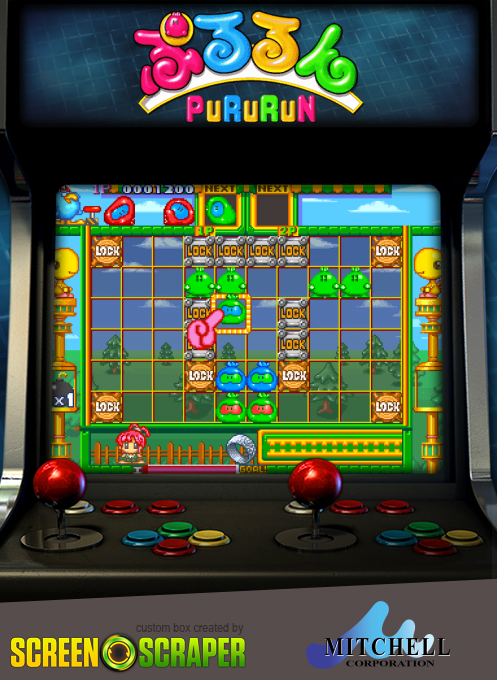 ぷるるん
PURURUN
1P 0001200 NEXT NEXT
1P 2P
LOCK LOCK LOCK LOCK LOCK LOCK
LOCK LOCK
LOCK LOCK
LOCK LOCK
x1
LOCK LOCK
GOAL!
custom box created by
SCREEN SCRAPER
MITCHELL
CORPORATION